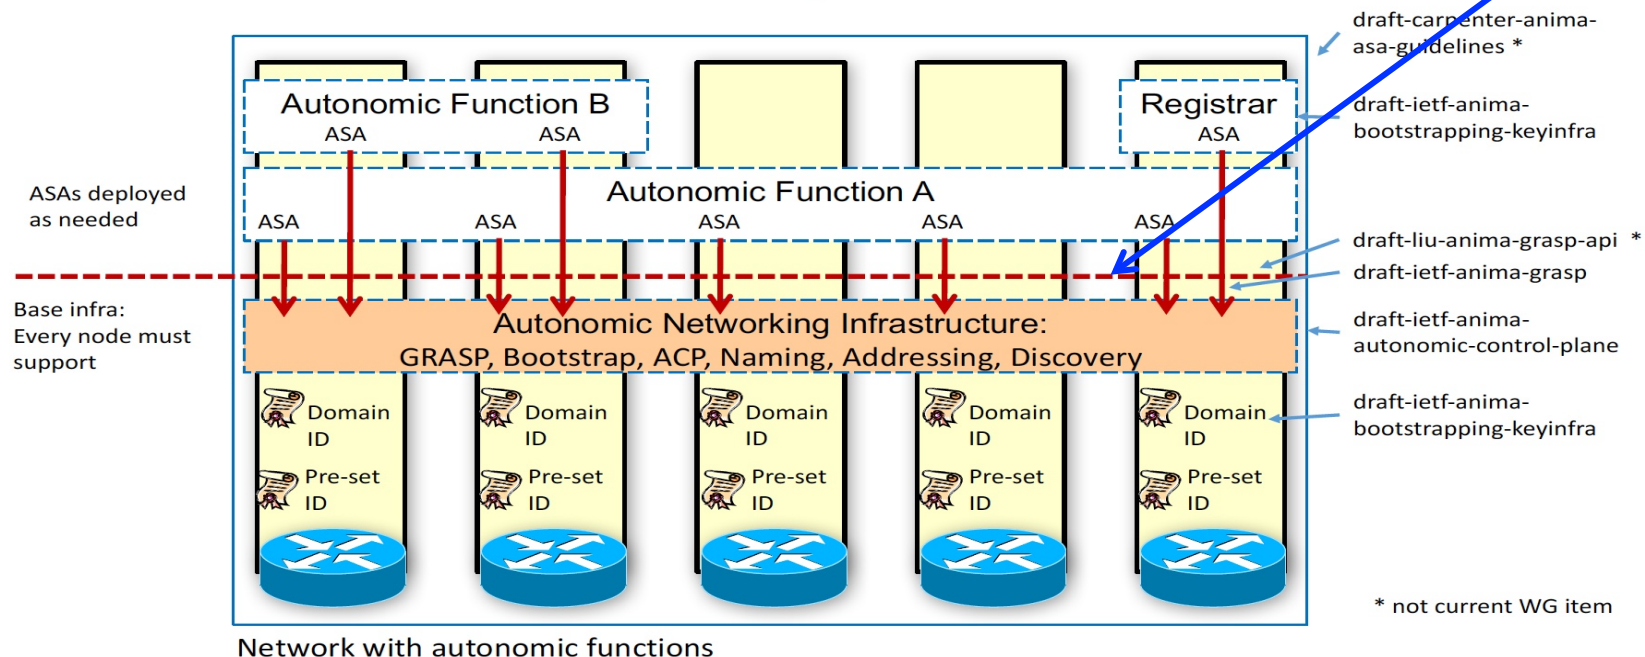 draft-carpenter-anima-
asa-guidelines *
Autonomic Function B
ASA
ASA
Registrar
ASA
draft-ietf-anima-
bootstrapping-keyinfra
ASAs deployed
as needed
Autonomic Function A
ASA
ASA
ASA
ASA
ASA
draft-liu-anima-grasp-api *
draft-ietf-anima-grasp
Base infra:
Every node must
support
Autonomic Networking Infrastructure:
GRASP, Bootstrap, ACP, Naming, Addressing, Discovery
draft-ietf-anima-
autonomic-control-plane
Domain
ID
Domain
ID
Domain
ID
Domain
ID
Domain
ID
draft-ietf-anima-
bootstrapping-keyinfra
Pre-set
ID
Pre-set
ID
Pre-set
ID
Pre-set
ID
Pre-set
ID
* not current WG item
Network with autonomic functions